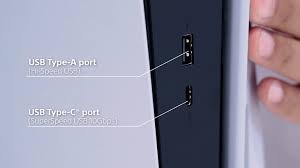 USB Type-A port
(Hi-Speed USB)
USB Type-C® port
(SuperSpeed USB 10Gbps)